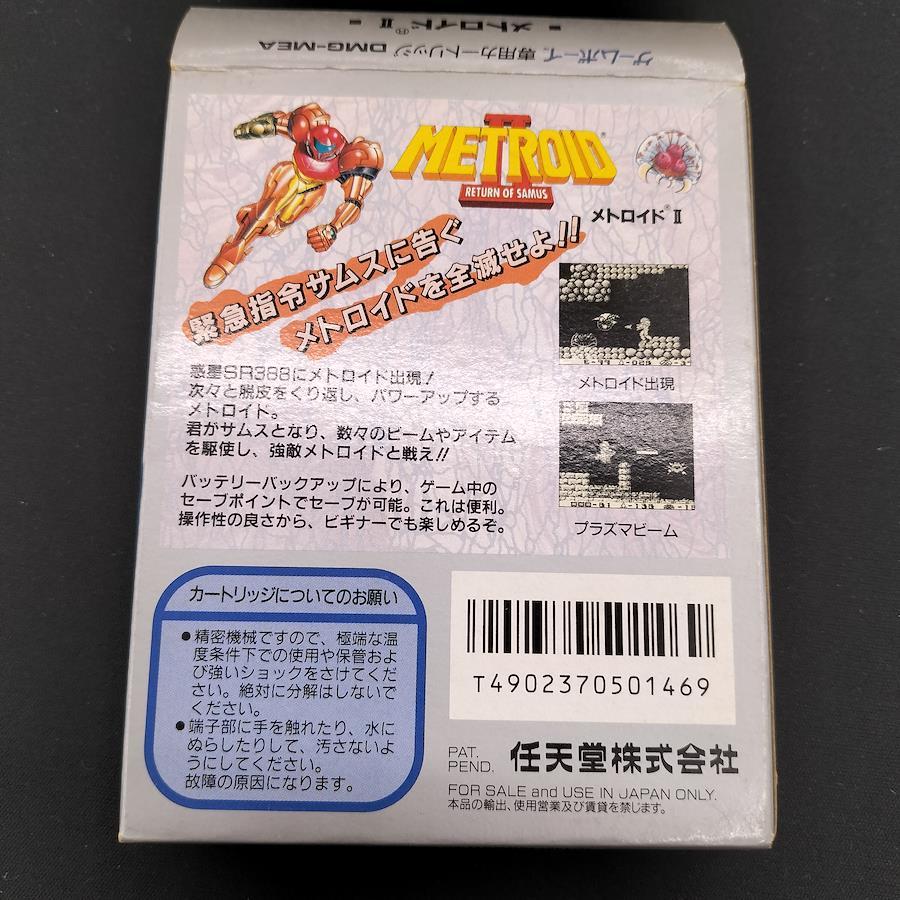 メトロイド®II
ゲームボーイ®専用カートリッジ DMG-MEA
METROID®
II
RETURN OF SAMUS
メトロイド®II
緊急指令サムスに告ぐ
メトロイドを全滅せよ!!
惑星SR388にメトロイド出現!
次々と脱皮をくり返し、パワーアップする
メトロイド。
君がサムスとなり、数々のビームやアイテム
を駆使し、強敵メトロイドと戦え!!
バッテリーバックアップにより、ゲーム中の
セーブポイントでセーブが可能。これは便利。
操作性の良さから、ビギナーでも楽しめるぞ。
メトロイド出現
プラズマビーム
カートリッジについてのお願い
●精密機械ですので、極端な温
度条件下での使用や保管およ
び強いショックをさけてくだ
さい。絶対に分解はしないで
ください。
●端子部に手を触れたり、水に
ぬらしたりして、汚さないよ
うにしてください。
故障の原因になります。
T4902370501469
PAT.
PEND.
任天堂株式会社
FOR SALE and USE IN JAPAN ONLY.
本品の輸出、使用営業及び賃貸を禁じます。